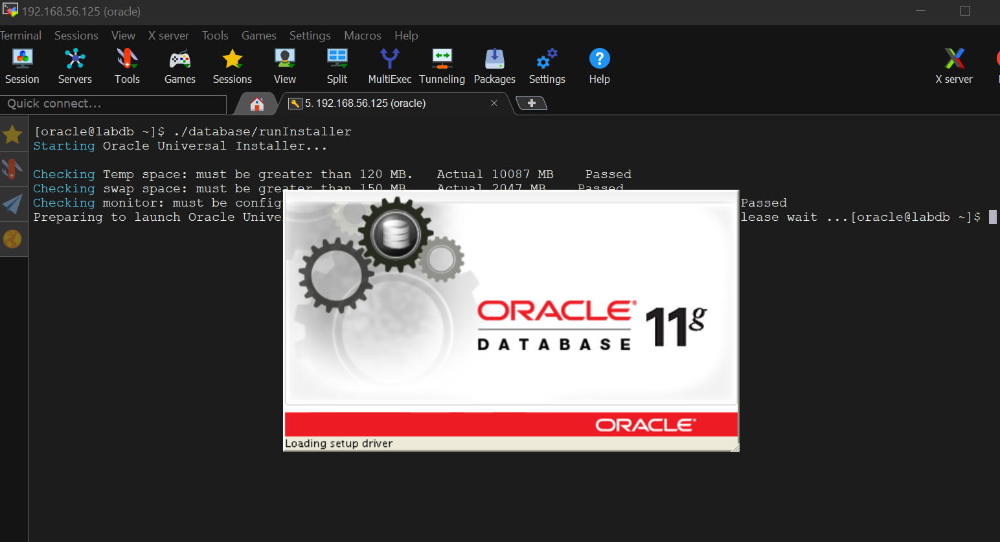 192.168.56.125 (oracle)
Terminal Sessions View X server Tools Games Settings Macros Help
Session Servers Tools Games Sessions View Split MultiExec Tunneling Packages Settings Help X server
Quick connect...
5. 192.168.56.125 (oracle)
[oracle@labdb ~]$ ./database/runInstaller
Starting Oracle Universal Installer...
Checking Temp space: must be greater than 120 MB. Actual 10087 MB Passed
Checking swap space: must be greater than 150 MB. Actual 2047 MB Passed
Checking monitor: must be config Passed
Preparing to launch Oracle Unive lease wait ...[oracle@labdb ~]$
ORACLE
DATABASE
11g
ORACLE
Loading setup driver